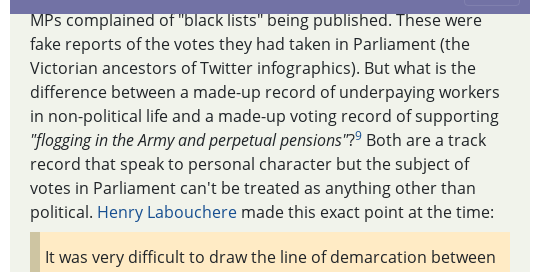 MPs complained of "black lists" being published. These were
fake reports of the votes they had taken in Parliament (the
Victorian ancestors of Twitter infographics). But what is the
difference between a made-up record of underpaying workers
in non-political life and a made-up voting record of supporting
"flogging in the Army and perpetual pensions"?9 Both are a track
record that speak to personal character but the subject of
votes in Parliament can't be treated as anything other than
political. Henry Labouchere made this exact point at the time:
It was very difficult to draw the line of demarcation between